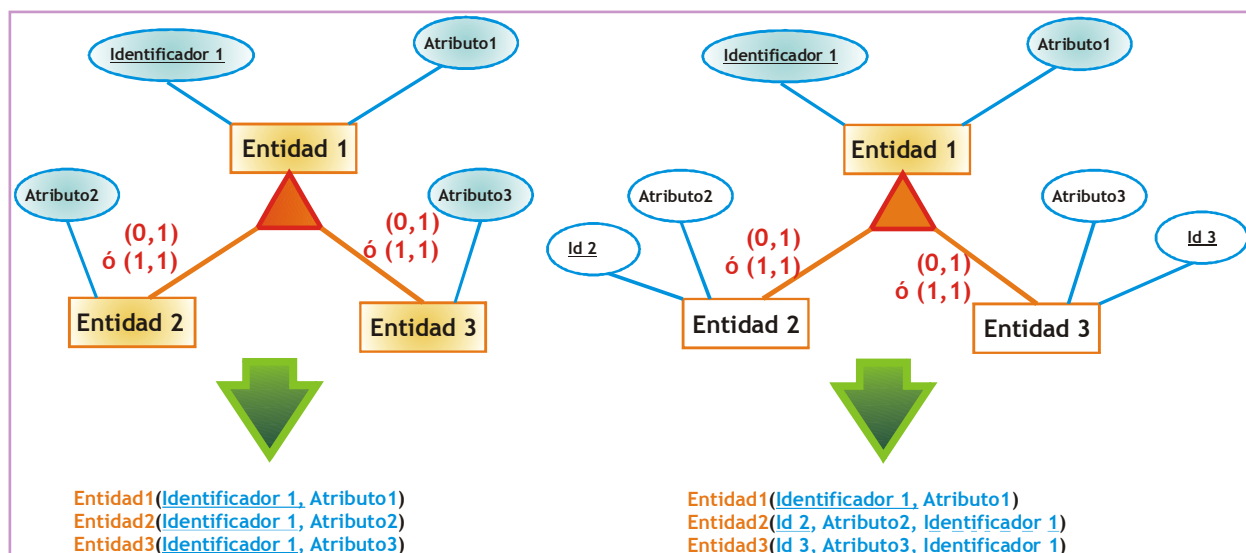 Identificador 1
Atributo1
Entidad 1
Atributo2
Atributo3
(0,1)
ó (1,1)
(0,1)
ó (1,1)
Entidad 2
Entidad 3
Entidad1(Identificador 1, Atributo1)
Entidad2(Identificador 1, Atributo2)
Entidad3(Identificador 1, Atributo3)
Identificador 1
Atributo1
Entidad 1
Atributo2
Atributo3
Id 2
Id 3
(0,1)
ó (1,1)
(0,1)
ó (1,1)
Entidad 2
Entidad 3
Entidad1(Identificador 1, Atributo1)
Entidad2(Id 2, Atributo2, Identificador 1)
Entidad3(Id 3, Atributo3, Identificador 1)